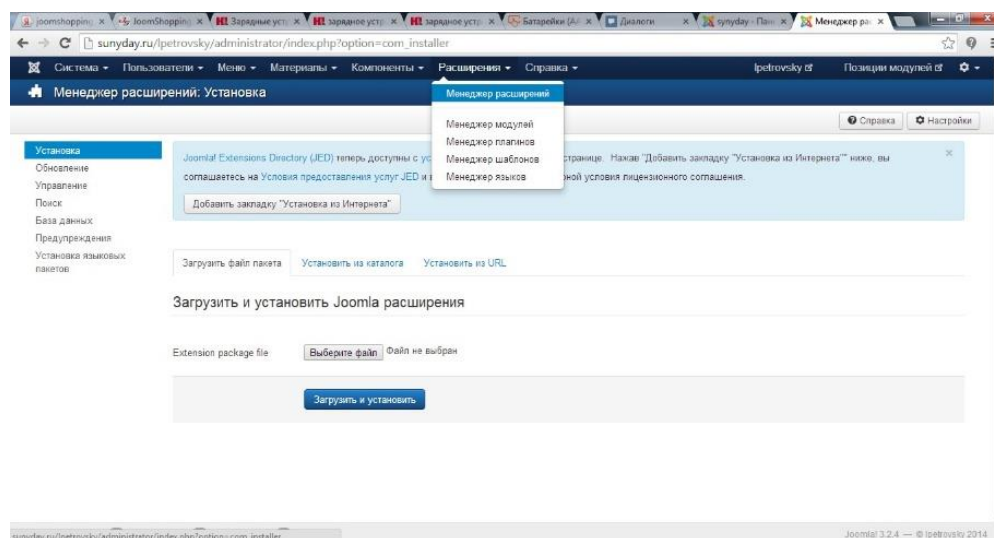 joomshopping
JoomShopping
Зарядные устр
зарядное устр
зарядное устр
Батарейки (АА
Диалоги
synyday - Пан
Менеджер рас
sunyday.ru/lpetrovsky/administrator/index.php?option=com_installer
Система Пользователи Меню Материалы Компоненты Расширения Справка lpetrovsky Позиции модулей
Менеджер расширений: Установка
Менеджер расширений
Менеджер модулей
Менеджер плагинов
Менеджер шаблонов
Менеджер языков
Справка Настройки
Установка
Обновление
Управление
Поиск
База данных
Предупреждения
Установка языковых
пакетов
Joomla! Extensions Directory (JED) теперь доступны с странице. Нажав "Добавить закладку "Установка из Интернета"" ниже, вы
соглашаетесь на Условия предоставления услуг JED и условия лицензионного соглашения.
Добавить закладку "Установка из Интернета"
Загрузить файл пакета Установить из каталога Установить из URL
Загрузить и установить Joomla расширения
Extension package file Выберите файл Файл не выбран
Загрузить и установить
sunyday.ru/lpetrovsky/administrator/index.php?option=com_installer
Joomla! 3.2.4 — © lpetrovsky 2014